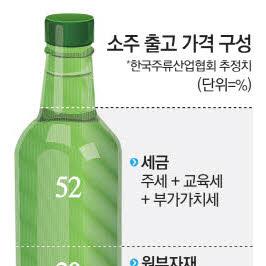 소주 출고 가격 구성
*한국주류산업협회 추정치
(단위=%)
세금
52
주세 + 교육세
+ 부가가치세
원부자재